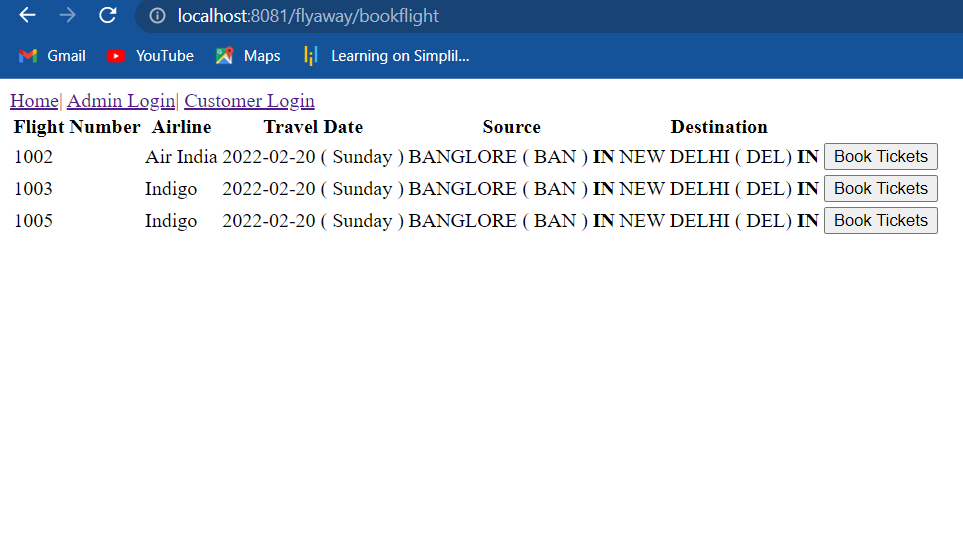 localhost:8081/flyaway/bookflight
Gmail YouTube Maps Learning on Simplil...
Home| Admin Login| Customer Login
Flight Number Airline Travel Date Source Destination
1002 Air India 2022-02-20 ( Sunday ) BANGLORE ( BAN ) IN NEW DELHI ( DEL) IN Book Tickets
1003 Indigo 2022-02-20 ( Sunday ) BANGLORE ( BAN ) IN NEW DELHI ( DEL) IN Book Tickets
1005 Indigo 2022-02-20 ( Sunday ) BANGLORE ( BAN ) IN NEW DELHI ( DEL) IN Book Tickets